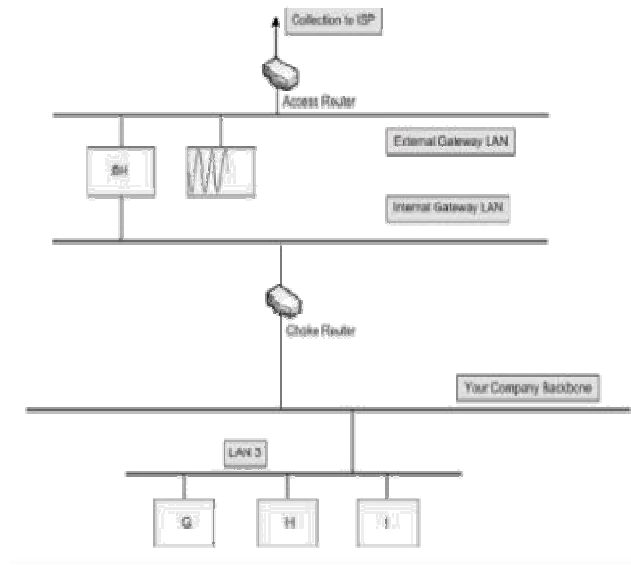 Collection to ISP
Access Router
External Gateway LAN
BH
Internal Gateway LAN
Choke Router
Your Company Backbone
LAN 3
G
H
I